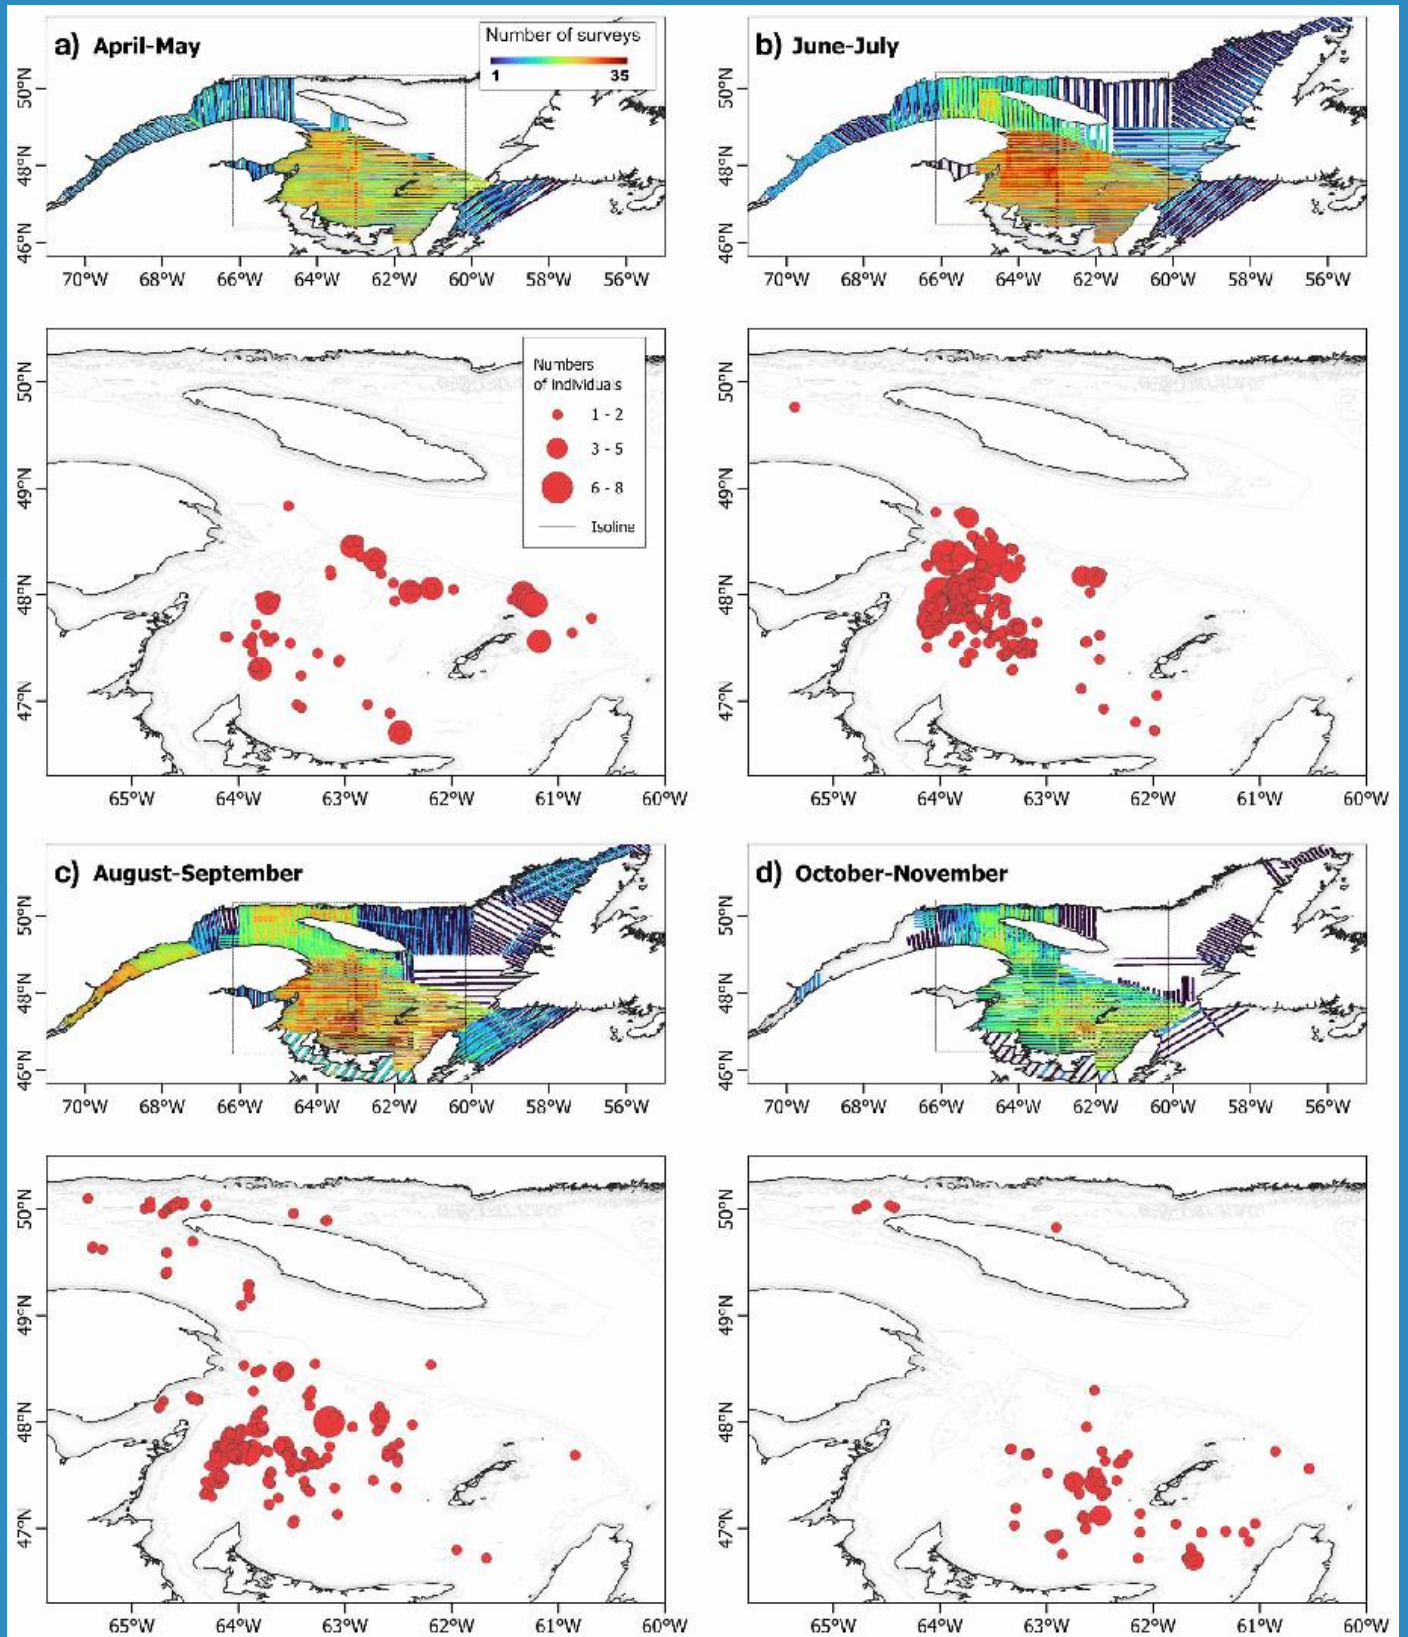 a) April-May
Number of surveys
1 35
50°N
48°N
46°N
70°W 68°W 66°W 64°W 62°W 60°W 58°W 56°W
b) June-July
50°N
48°N
46°N
70°W 68°W 66°W 64°W 62°W 60°W 58°W 56°W
Numbers
of individuals
1 - 2
3 - 5
6 - 8
Isoline
50°N
49°N
48°N
47°N
65°W 64°W 63°W 62°W 61°W 60°W
50°N
49°N
48°N
47°N
65°W 64°W 63°W 62°W 61°W 60°W
c) August-September
50°N
48°N
46°N
70°W 68°W 66°W 64°W 62°W 60°W 58°W 56°W
d) October-November
50°N
48°N
46°N
70°W 68°W 66°W 64°W 62°W 60°W 58°W 56°W
50°N
49°N
48°N
47°N
65°W 64°W 63°W 62°W 61°W 60°W
50°N
49°N
48°N
47°N
65°W 64°W 63°W 62°W 61°W 60°W